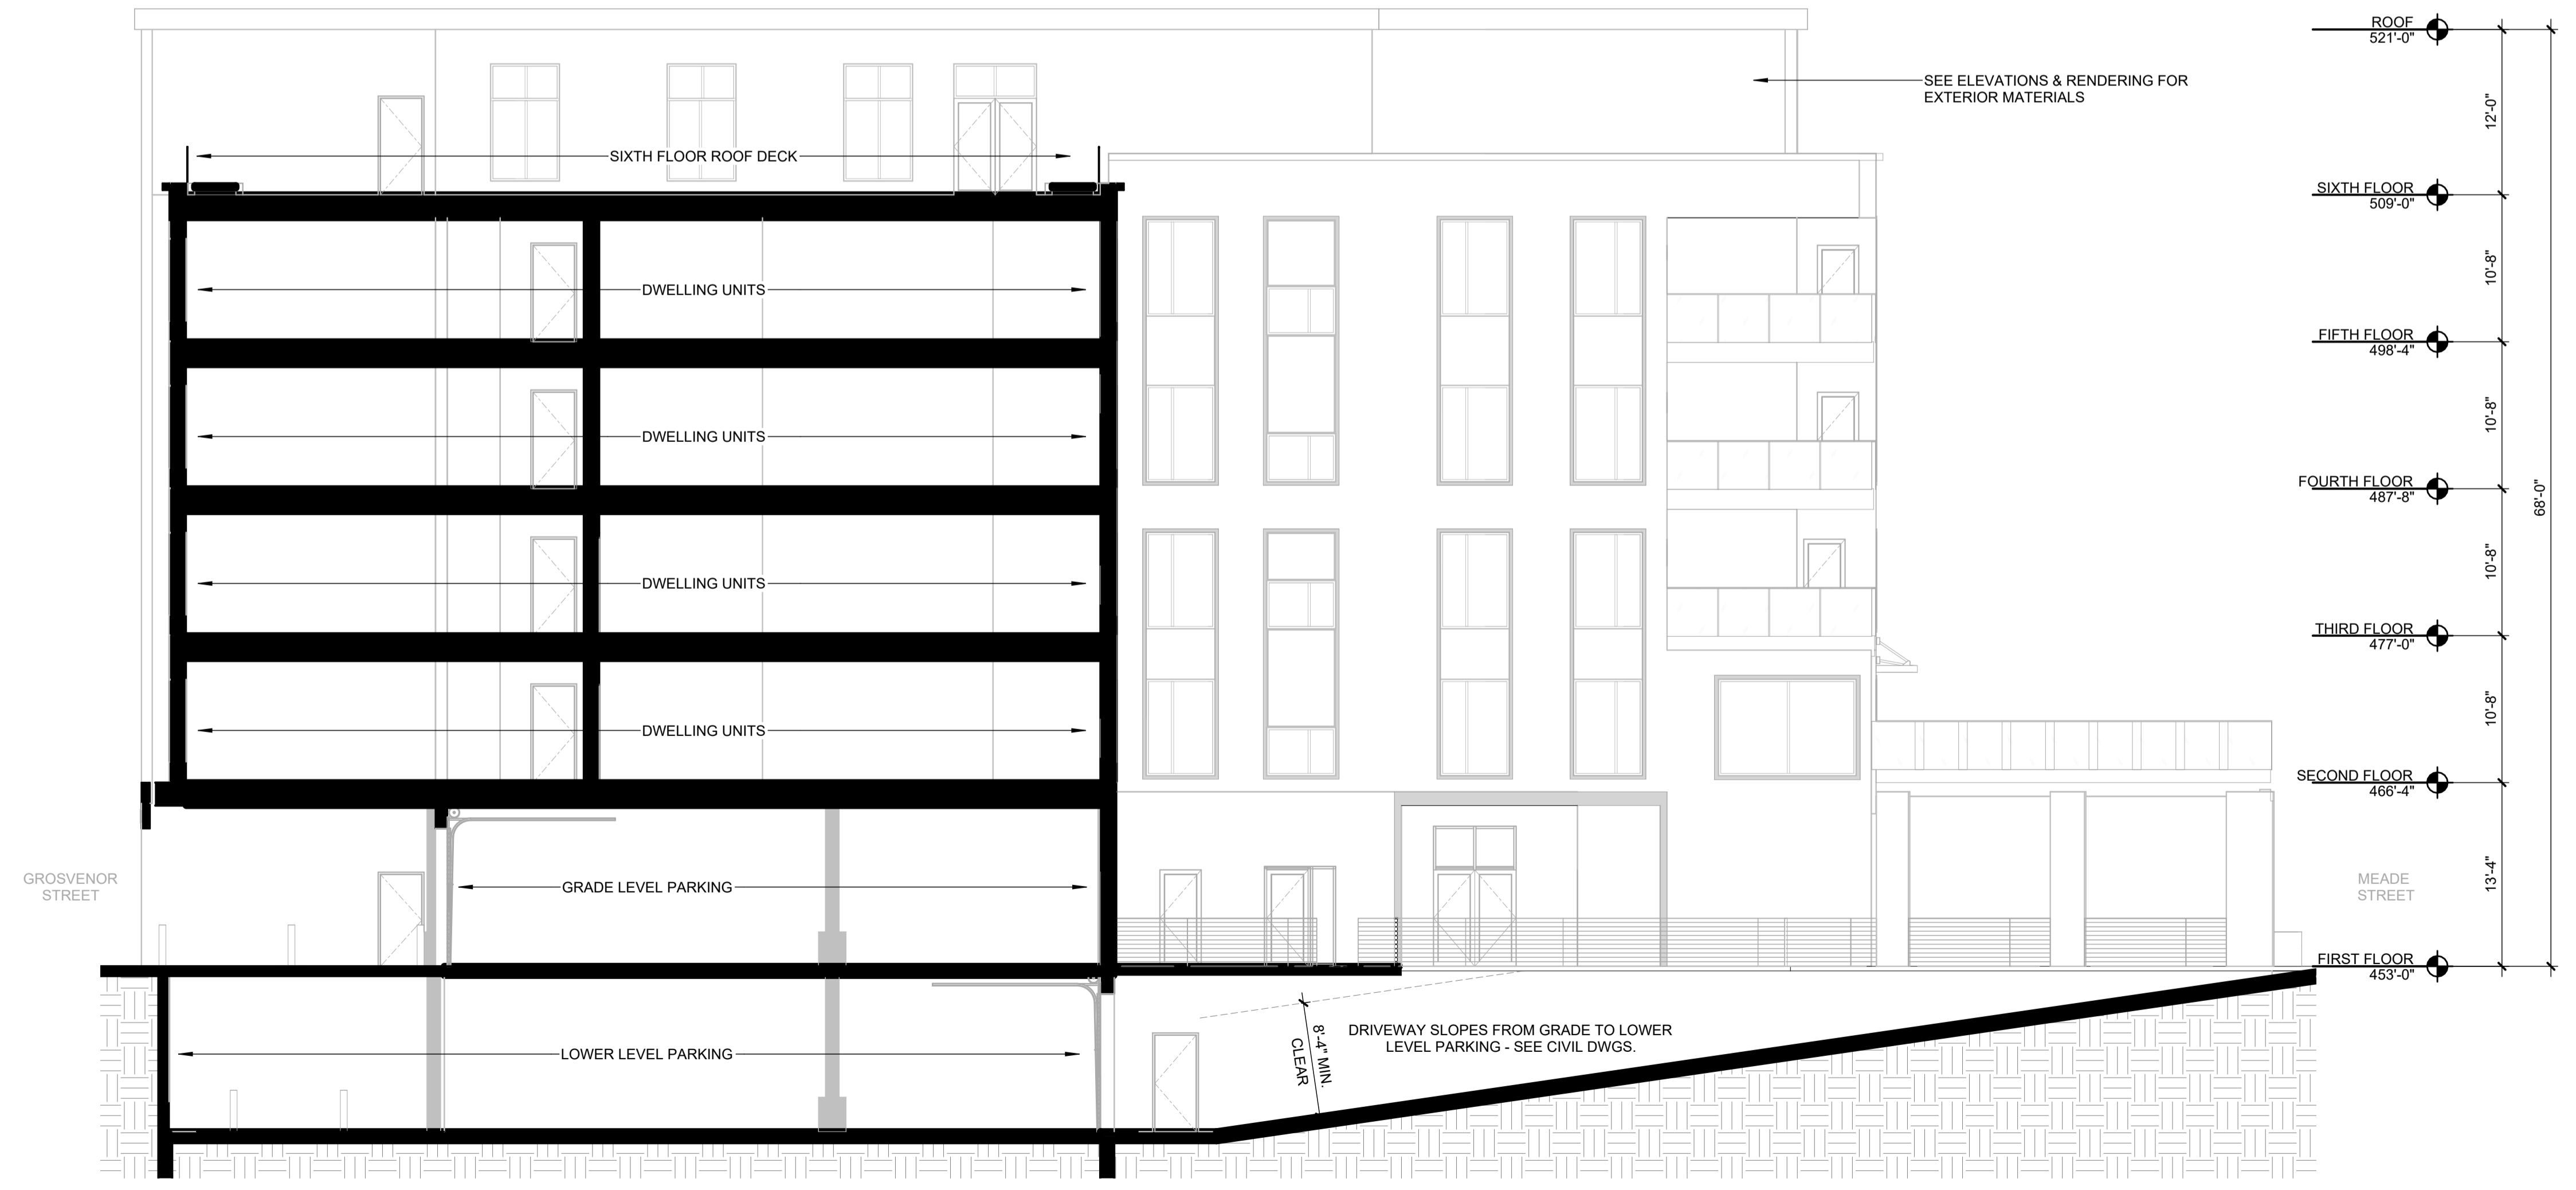 ROOF
521'-0"
SEE ELEVATIONS & RENDERING FOR
EXTERIOR MATERIALS
12'-0"
SIXTH FLOOR ROOF DECK
SIXTH FLOOR
509'-0"
DWELLING UNITS
10'-8"
FIFTH FLOOR
498'-4"
DWELLING UNITS
10'-8"
FOURTH FLOOR
487'-8"
68'-0"
DWELLING UNITS
10'-8"
THIRD FLOOR
477'-0"
DWELLING UNITS
10'-8"
SECOND FLOOR
466'-4"
GROSVENOR
STREET
GRADE LEVEL PARKING
MEADE
STREET
13'-4"
FIRST FLOOR
453'-0"
LOWER LEVEL PARKING
8'-4" MIN.
CLEAR
DRIVEWAY SLOPES FROM GRADE TO LOWER
LEVEL PARKING - SEE CIVIL DWGS.